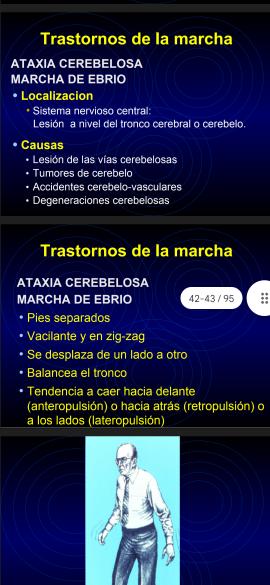 Trastornos de la marcha
ATAXIA CEREBELOSA
MARCHA DE EBRIO
• Localizacion
• Sistema nervioso central:
Lesión a nivel del tronco cerebral o cerebelo.
• Causas
• Lesión de las vías cerebelosas
• Tumores de cerebelo
• Accidentes cerebelo-vasculares
• Degeneraciones cerebelosas
Trastornos de la marcha
ATAXIA CEREBELOSA
MARCHA DE EBRIO
42-43 / 95
• Pies separados
• Vacilante y en zig-zag
• Se desplaza de un lado a otro
• Balancea el tronco
• Tendencia a caer hacia delante
(anteropulsión) o hacia atrás (retropulsión) o
a los lados (lateropulsión)